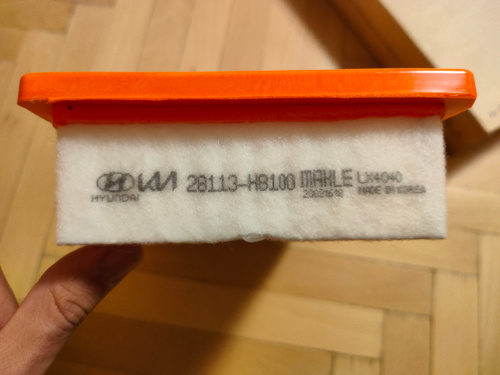 HYUNDAI KIA 28113-H8100 MAHLE LX4040
MADE IN KOREA